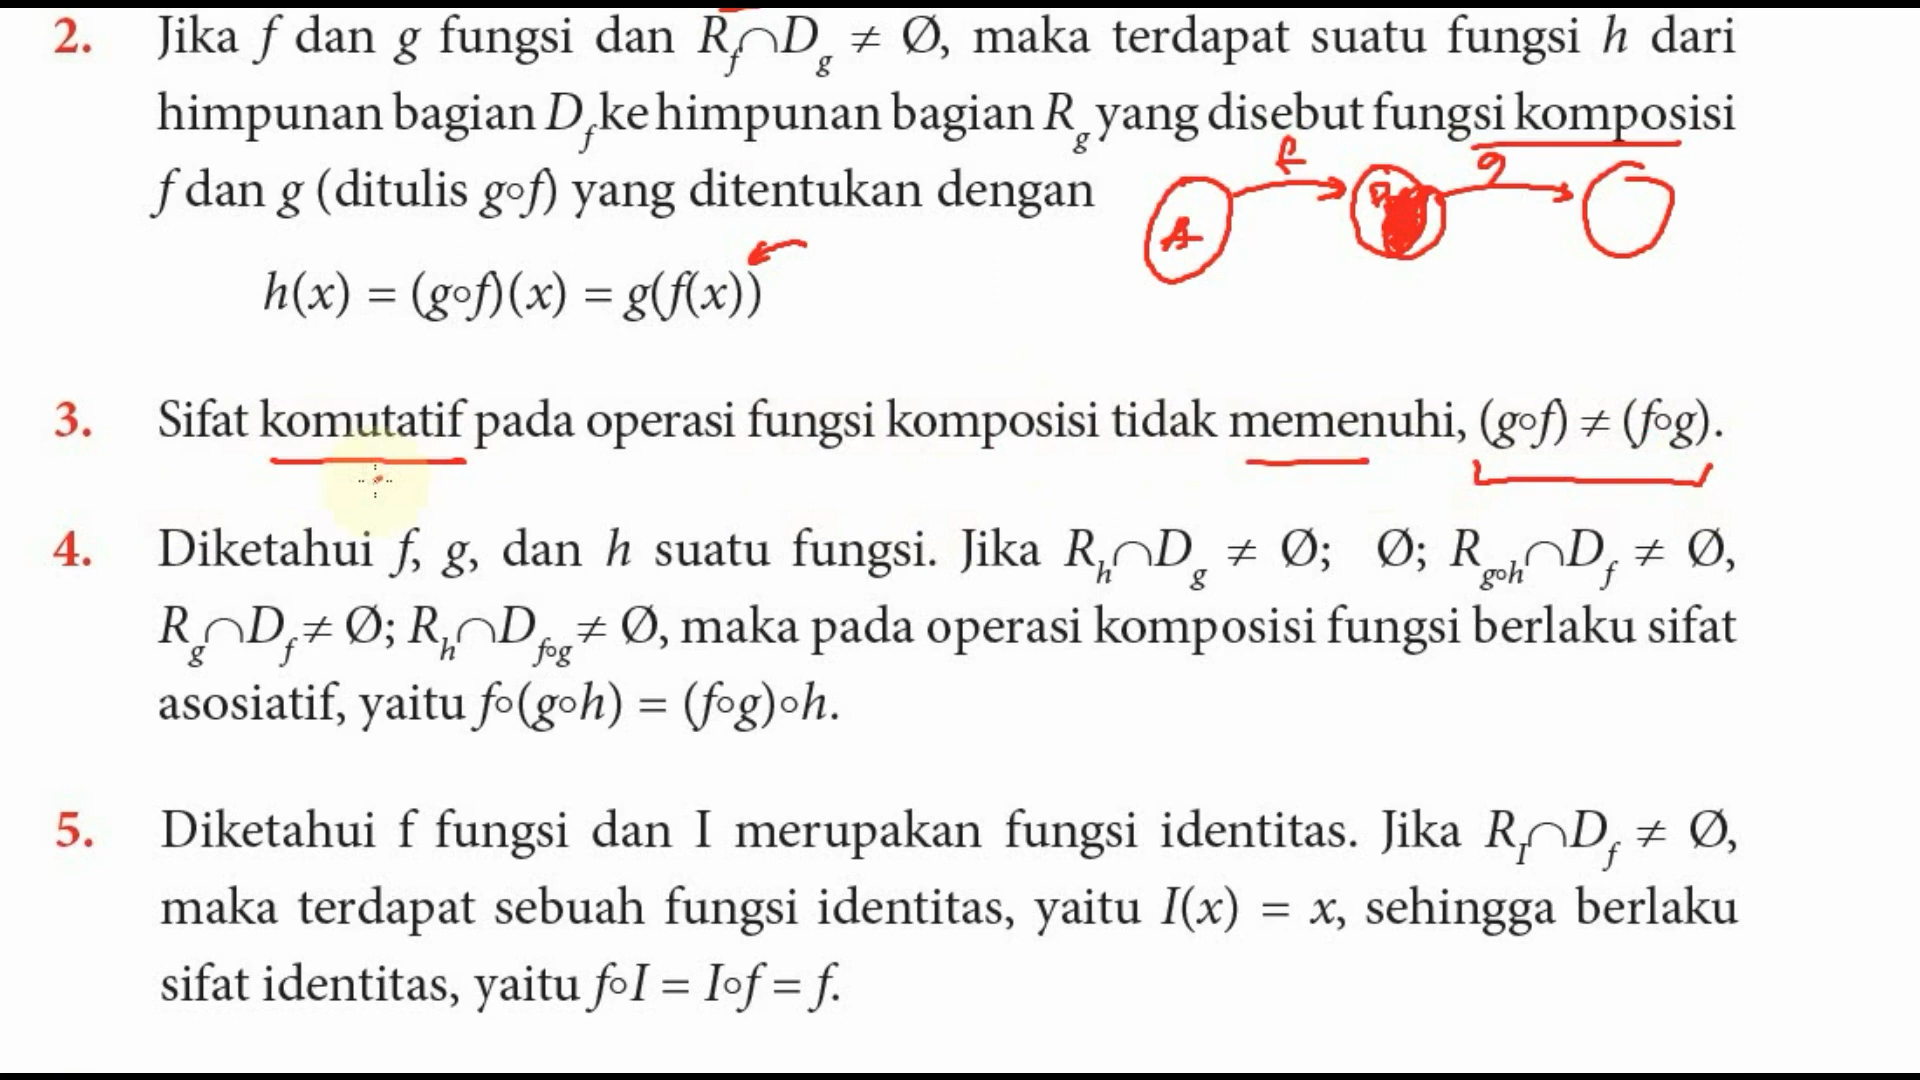 2. Jika f dan g fungsi dan R_f∩D_g ≠ Ø, maka terdapat suatu fungsi h dari
himpunan bagian D_f ke himpunan bagian R_g yang disebut fungsi komposisi
f dan g (ditulis g∘f) yang ditentukan dengan
f g
A
h(x) = (g∘f)(x) = g(f(x))
3. Sifat komutatif pada operasi fungsi komposisi tidak memenuhi, (g∘f) ≠ (f∘g).
4. Diketahui f, g, dan h suatu fungsi. Jika R_h∩D_g ≠ Ø; Ø; R_g∘h∩D_f ≠ Ø,
R_g∩D_f ≠ Ø; R_h∩D_f∘g ≠ Ø, maka pada operasi komposisi fungsi berlaku sifat
asosiatif, yaitu f∘(g∘h) = (f∘g)∘h.
5. Diketahui f fungsi dan I merupakan fungsi identitas. Jika R_I∩D_f ≠ Ø,
maka terdapat sebuah fungsi identitas, yaitu I(x) = x, sehingga berlaku
sifat identitas, yaitu f∘I = I∘f = f.